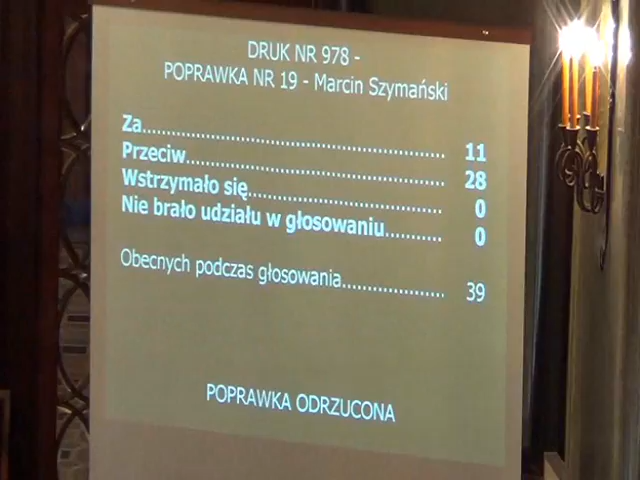 DRUK NR 978 -
POPRAWKA NR 19 - Marcin Szymański
Za.................................................. 11
Przeciw............................................ 28
Wstrzymało się................................. 0
Nie brało udziału w głosowaniu.......... 0
Obecnych podczas głosowania.................. 39
POPRAWKA ODRZUCONA